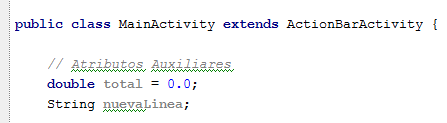 public class MainActivity extends ActionBarActivity {
// Atributos Auxiliares
double total = 0.0;
String nuevaLinea;